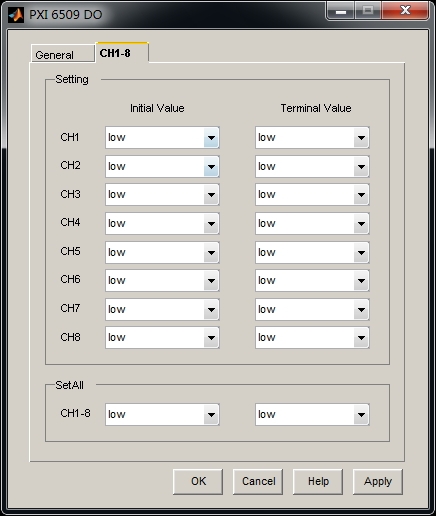 PXI 6509 DO
General CH1-8
Setting
Initial Value Terminal Value
CH1 low low
CH2 low low
CH3 low low
CH4 low low
CH5 low low
CH6 low low
CH7 low low
CH8 low low
SetAll
CH1-8 low low
OK Cancel Help Apply